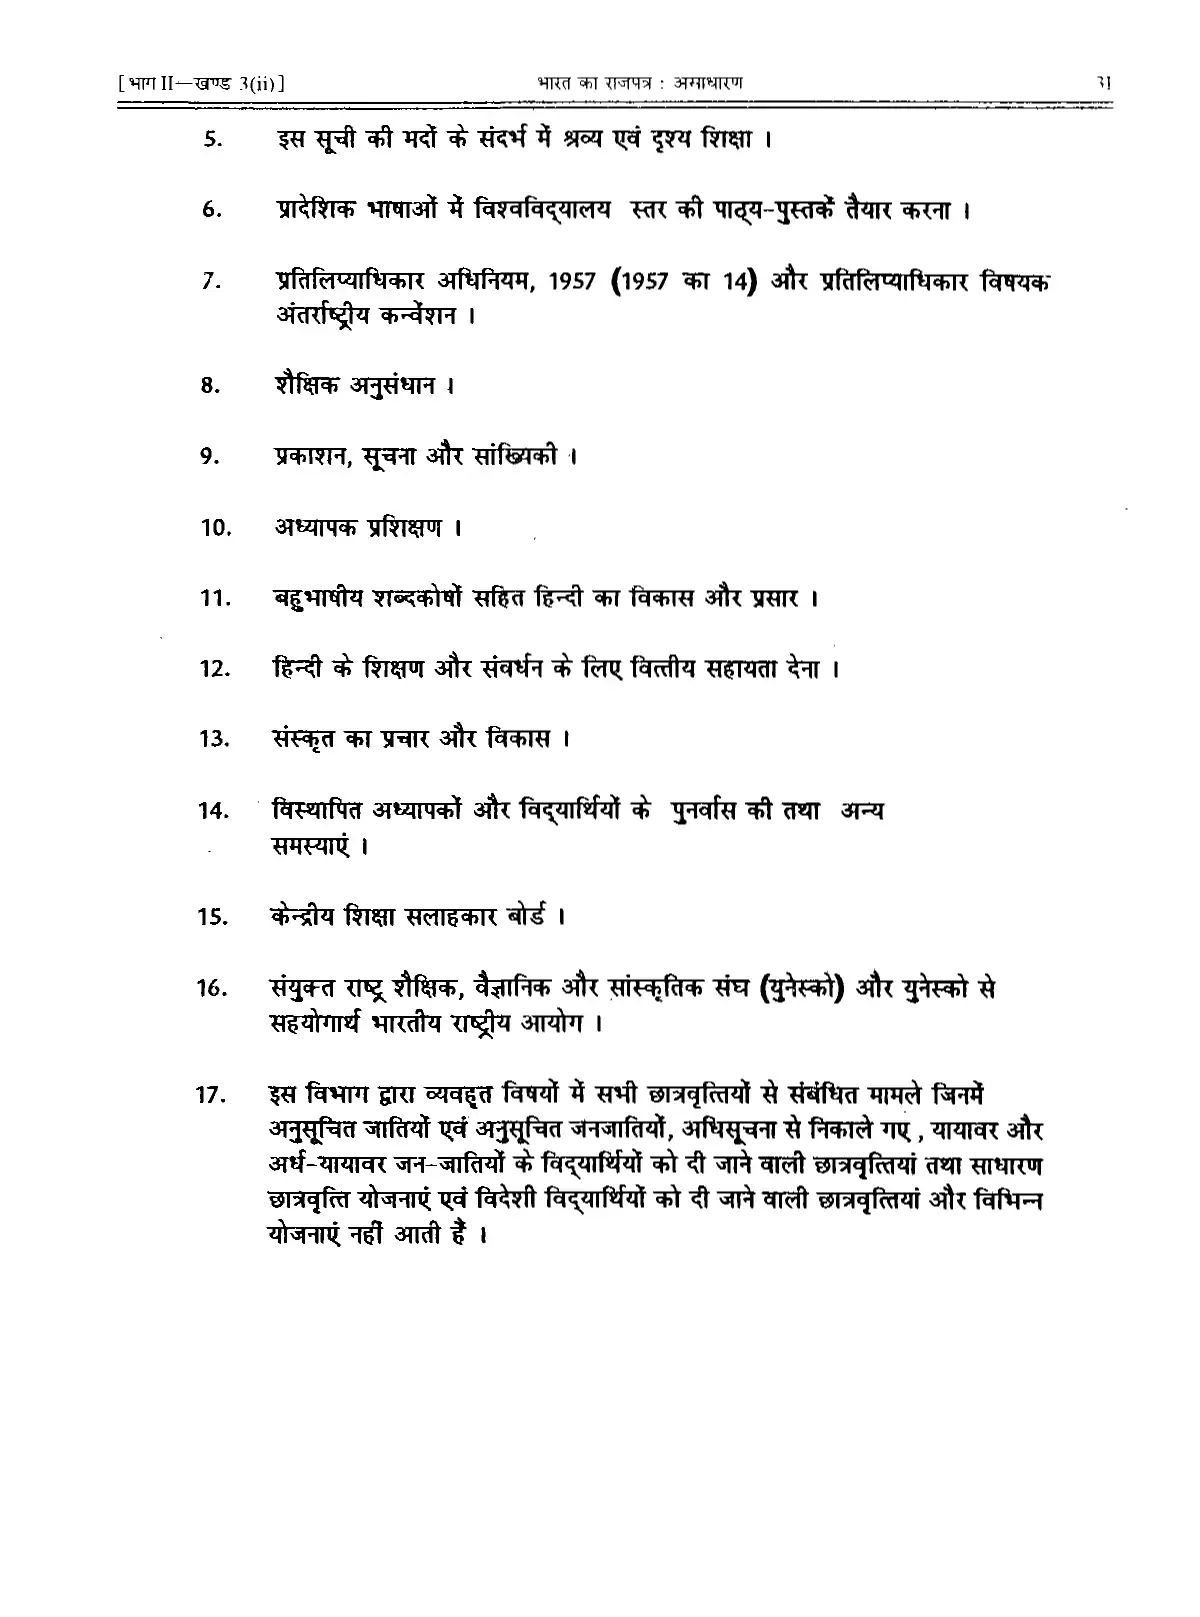 [ भाग II—खण्ड 3(ii) ] भारत का राजपत्र : असाधारण 31
5. इस सूची की मदों के संदर्भ में श्रव्य एवं दृश्य शिक्षा ।
6. प्रादेशिक भाषाओं में विश्वविद्यालय स्तर की पाठ्य-पुस्तकें तैयार करना ।
7. प्रतिलिप्याधिकार अधिनियम, 1957 (1957 का 14) और प्रतिलिप्याधिकार विषयक
अंतर्राष्ट्रीय कन्वेंशन ।
8. शैक्षिक अनुसंधान ।
9. प्रकाशन, सूचना और सांख्यिकी ।
10. अध्यापक प्रशिक्षण ।
11. बहुभाषीय शब्दकोषों सहित हिन्दी का विकास और प्रसार ।
12. हिन्दी के शिक्षण और संवर्धन के लिए वित्तीय सहायता देना ।
13. संस्कृत का प्रचार और विकास ।
14. विस्थापित अध्यापकों और विद्यार्थियों के पुनर्वास की तथा अन्य
समस्याएं ।
15. केन्द्रीय शिक्षा सलाहकार बोर्ड ।
16. संयुक्त राष्ट्र शैक्षिक, वैज्ञानिक और सांस्कृतिक संघ (युनेस्को) और युनेस्को से
सहयोगार्थ भारतीय राष्ट्रीय आयोग ।
17. इस विभाग द्वारा व्यवहृत विषयों में सभी छात्रवृत्तियों से संबंधित मामले जिनमें
अनुसूचित जातियों एवं अनुसूचित जनजातियों, अधिसूचना से निकाले गए , यायावर और
अर्ध-यायावर जन-जातियों के विद्यार्थियों को दी जाने वाली छात्रवृत्तियां तथा साधारण
छात्रवृत्ति योजनाएं एवं विदेशी विद्यार्थियों को दी जाने वाली छात्रवृत्तियां और विभिन्न
योजनाएं नहीं आती हैं ।